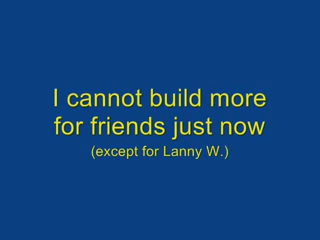 I cannot build more
for friends just now
(except for Lanny W.)